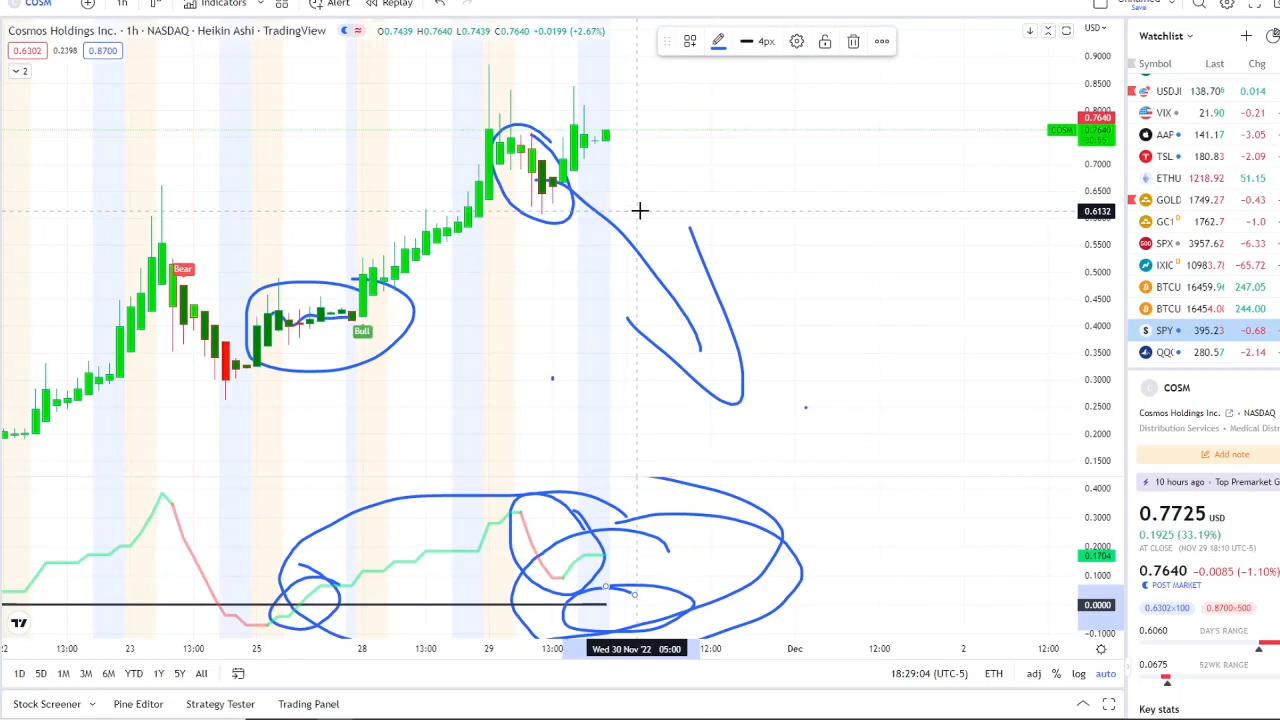 COSM 1h Indicators Alert Replay Save
Cosmos Holdings Inc. · 1h · NASDAQ · Heikin Ashi · TradingView O0.7439 H0.7640 L0.7439 C0.7640 +0.0199 (+2.67%) USD
0.6302 0.2398 0.8700
2
4px
Watchlist
Symbol Last Chg
USDJ 138.706 0.014
VIX 21.90 -0.21
AAP 141.17 -3.05
TSL 180.83 -2.09
ETHU 1218.92 51.15
GOLD 1749.27 -0.43
GC1 D 1762.7 -1.0
SPX 3957.62 -6.33
IXIC D 10983.7 -65.72
BTCU 16459.9 247.05
BTCU 16454.0 244.00
SPY 395.23 -0.68
QQ 280.57 -2.14
0.9000
0.8500
0.8000
0.7640
COSM 0.7640
0.7000
0.6500
0.6132
0.5500
0.5000
0.4500
0.4000
0.3500
0.3000
0.2500
0.2000
0.1500
Bear
Bull
0.4000
0.3000
0.2000
0.1704
0.1000
0.0000
-0.1000
COSM
Cosmos Holdings Inc. · NASDAQ
Distribution Services · Medical Distri
Add note
10 hours ago · Top Premarket G
0.7725 USD
0.1925 (33.19%)
AT CLOSE (NOV 29 18:10 UTC-5)
0.7640 −0.0085 (−1.10%)
POST MARKET
0.6302×100 0.8700×500
0.6060 DAY'S RANGE
0.0675 52WK RANGE
Key stats
22 13:00 23 13:00 25 13:00 28 13:00 29 13:00 Wed 30 Nov '22 05:00 12:00 Dec 12:00 2 12:00
1D 5D 1M 3M 6M YTD 1Y 5Y All 18:29:04 (UTC-5) ETH adj % log auto
Stock Screener Pine Editor Strategy Tester Trading Panel